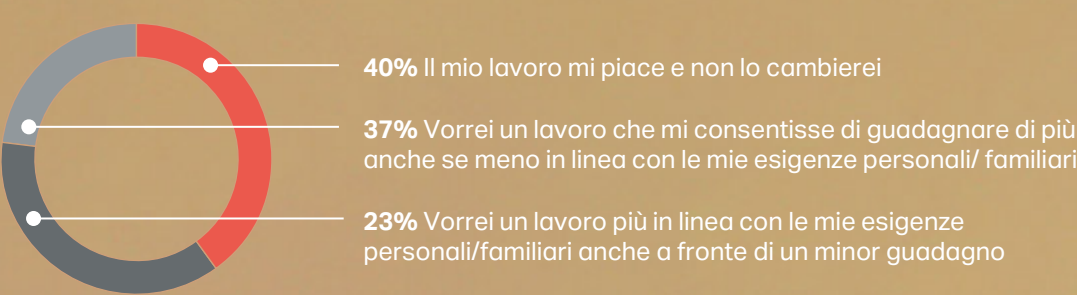 40% Il mio lavoro mi piace e non lo cambierei
37% Vorrei un lavoro che mi consentisse di guadagnare di più
anche se meno in linea con le mie esigenze personali/ familiari
23% Vorrei un lavoro più in linea con le mie esigenze
personali/familiari anche a fronte di un minor guadagno